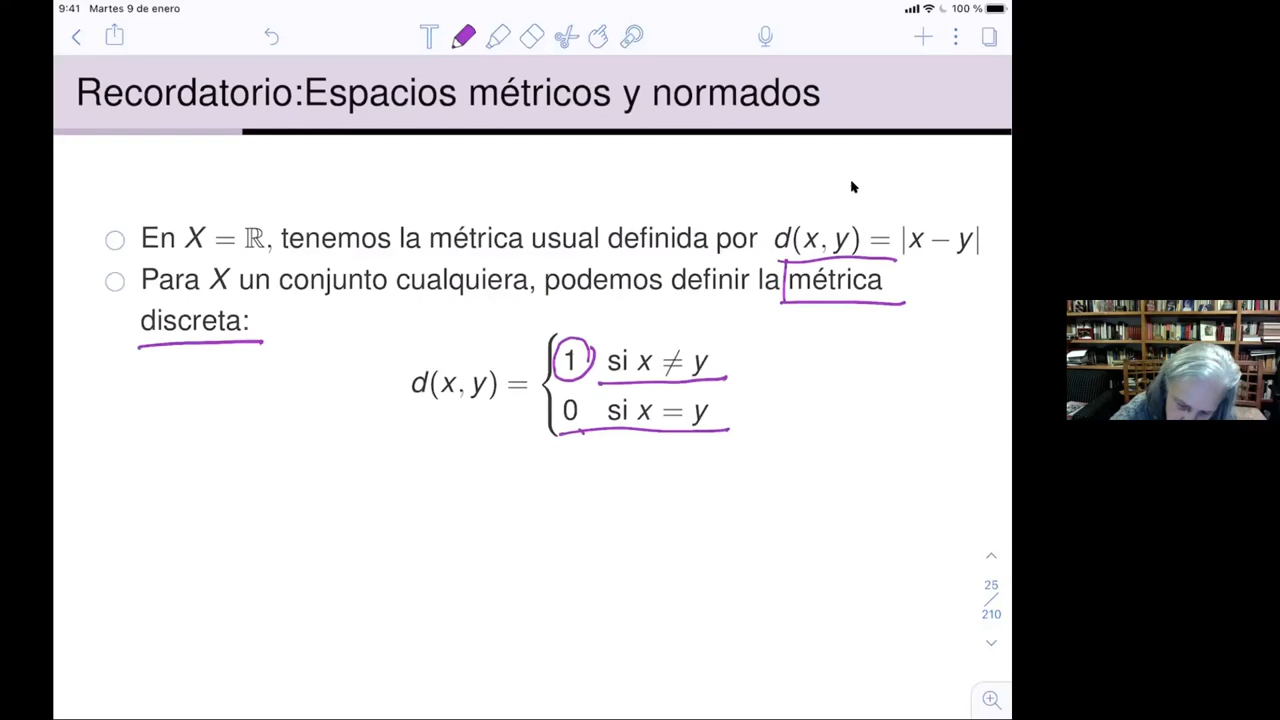 9:41 Martes 9 de enero 100 %
Recordatorio:Espacios métricos y normados
En X = ℝ, tenemos la métrica usual definida por d(x, y) = |x − y|
Para X un conjunto cualquiera, podemos definir la métrica
discreta:
d(x, y) = { 1 si x ≠ y
0 si x = y
25
210